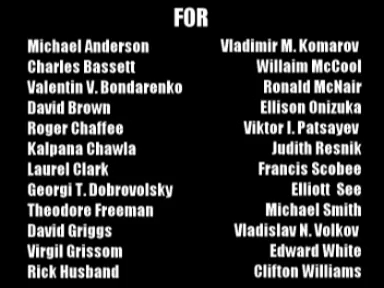 FOR
Michael Anderson
Charles Bassett
Valentin V. Bondarenko
David Brown
Roger Chaffee
Kalpana Chawla
Laurel Clark
Georgi T. Dobrovolsky
Theodore Freeman
David Griggs
Virgil Grissom
Rick Husband
Vladimir M. Komarov
Willaim McCool
Ronald McNair
Ellison Onizuka
Viktor I. Patsayev
Judith Resnik
Francis Scobee
Elliott See
Michael Smith
Vladislav N. Volkov
Edward White
Clifton Williams